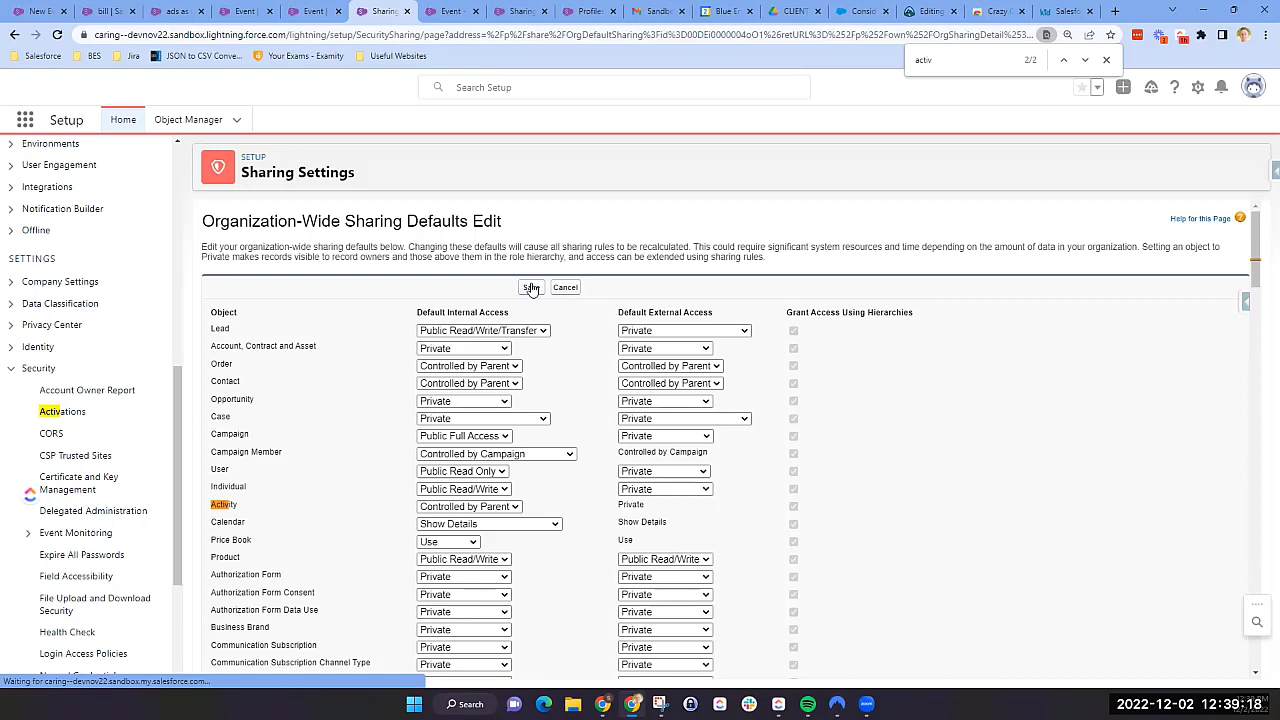 New Ev
bill | Sa
ads as
Event |
Event |
Sharing
Event -
Sharing
Profiles
Sandb
Blue E
CLIENT
Consid
Editing
Crazy.C
Salesfo
caring--devnov22.sandbox.lightning.force.com/lightning/setup/SecuritySharing/page?address=%2Fp%2Fshare%2FOrgDefaultSharing%3Fid%3D00DEi0000004oO1%26retURL%3D%252Fp%252Fown%252FOrgSharingDetail%253...
Salesforce
BES
Jira
JSON to CSV Conve...
Your Exams - Examity
Useful Websites
activ
2/2
Search Setup
Setup
Home
Object Manager
Environments
User Engagement
Integrations
Notification Builder
Offline
SETTINGS
Company Settings
Data Classification
Privacy Center
Identity
Security
Account Owner Report
Activations
CORS
CSP Trusted Sites
Certificate and Key
Management
Delegated Administration
Event Monitoring
Expire All Passwords
Field Accessibility
File Upload and Download
Security
Health Check
Login Access Policies
SETUP
Sharing Settings
Organization-Wide Sharing Defaults Edit
Help for this Page
Edit your organization-wide sharing defaults below. Changing these defaults will cause all sharing rules to be recalculated. This could require significant system resources and time depending on the amount of data in your organization. Setting an object to
Private makes records visible to record owners and those above them in the role hierarchy, and access can be extended using sharing rules.
Save Cancel
Object Default Internal Access Default External Access Grant Access Using Hierarchies
Lead Public Read/Write/Transfer Private
Account, Contract and Asset Private Private
Order Controlled by Parent Controlled by Parent
Contact Controlled by Parent Controlled by Parent
Opportunity Private Private
Case Private Private
Campaign Public Full Access Private
Campaign Member Controlled by Campaign Controlled by Campaign
User Public Read Only Private
Individual Public Read/Write Private
Activity Controlled by Parent Private
Calendar Show Details Show Details
Price Book Use Use
Product Public Read/Write Public Read/Write
Authorization Form Private Private
Authorization Form Consent Private Private
Authorization Form Data Use Private Private
Business Brand Private Private
Communication Subscription Private Private
Communication Subscription Channel Type Private Private
Waiting for caring--devnov22.sandbox.my.salesforce.com...
Search
2022-12-02 12:39:18